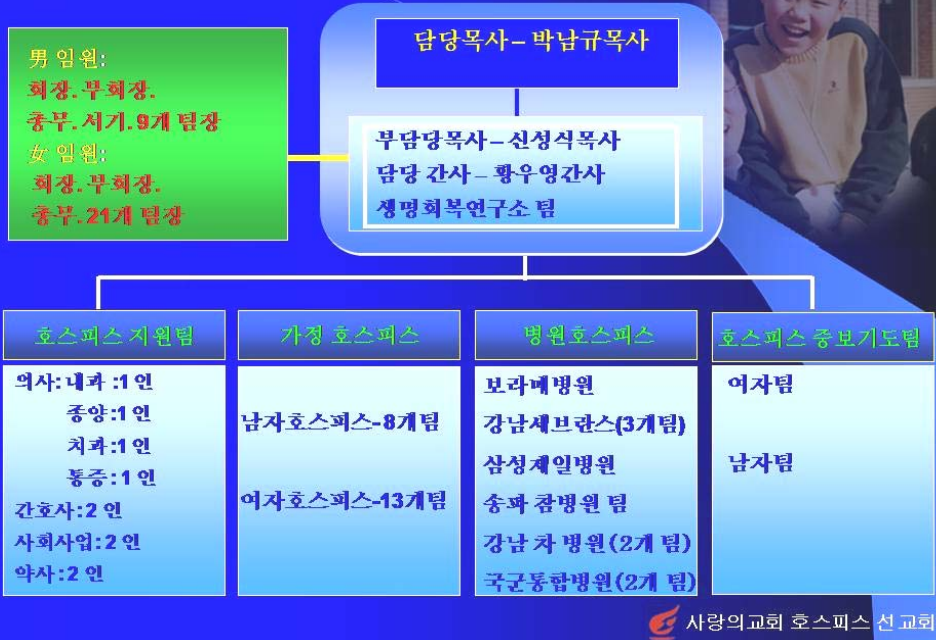 담당목사 – 박남규목사
男 임원:
회장. 부회장.
총무. 서기. 9개 팀장
女 임원:
회장. 부회장.
총무. 21개 팀장
부담당목사 – 신성식목사
담당 간사 – 황우영간사
생명회복연구소 팀
호스피스 지원팀
의사: 내과 :1 인
종양:1 인
치과:1 인
통증:1 인
간호사:2 인
사회사업:2 인
약사:2 인
가정 호스피스
남자호스피스-8개팀
여자호스피스-13개팀
병원호스피스
보라매병원
강남세브란스(3개팀)
삼성제일병원
송파 참병원 팀
강남 차 병원(2개 팀)
국군통합병원(2개 팀)
호스피스 중보기도팀
여자팀
남자팀
사랑의교회 호스피스 선교회